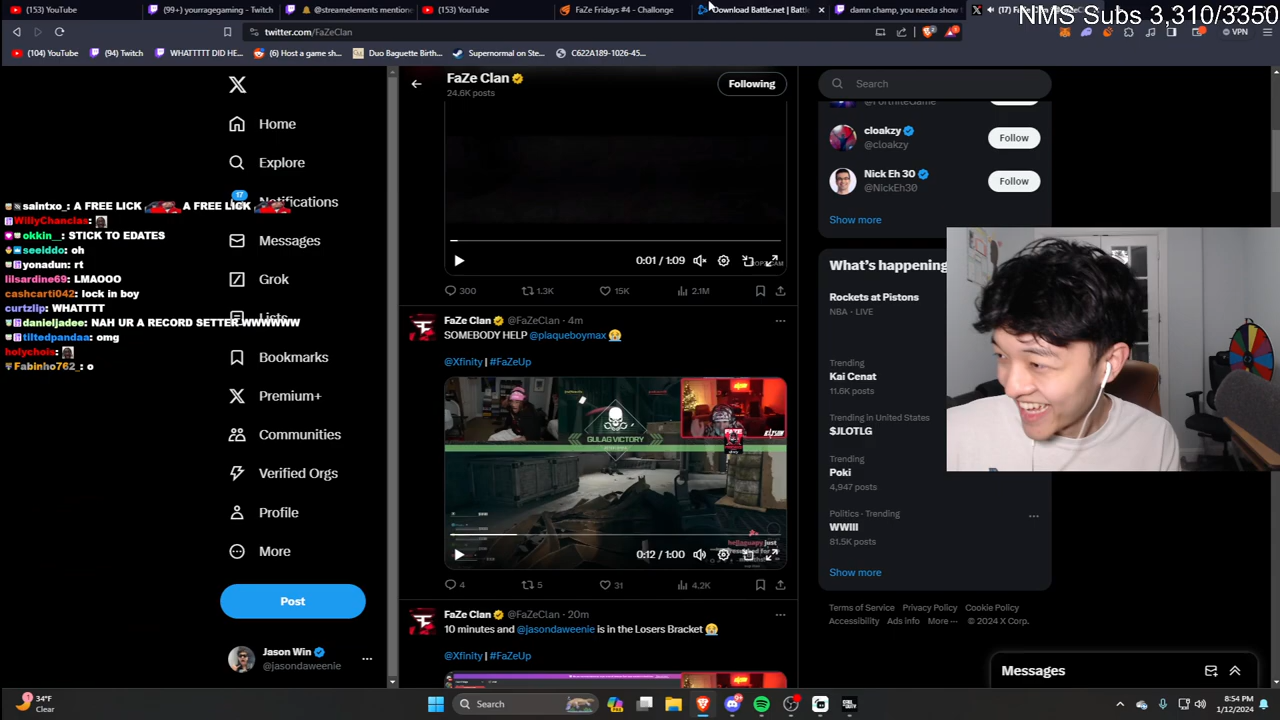 (153) YouTube
(99+) yourragegaming - Twitch
@streamelements mentione
(153) YouTube
FaZe Fridays #4 - Challonge
Download Battle.net | Battle
damn champ, you needa show t
NMS Subs 3,310/3350
twitter.com/FaZeClan
VPN
(104) YouTube
(94) Twitch
WHATTTT DID HE...
(6) Host a game sh...
Duo Baguette Birth...
Supernormal on Ste...
C622A189-1026-45...
FaZe Clan
24.6K posts
Following
Search
Home
Explore
17
Notifications
Messages
Grok
Lists
Bookmarks
Premium+
Communities
Verified Orgs
Profile
More
Post
Jason Win
@jasondaweenie
saintxo_: A FREE LICK A FREE LICK
WillyChanclas:
okkin__: STICK TO EDATES
seeiddo: oh
yonadun: rt
lilsardine69: LMAOOO
cashcarti042: lock in boy
curtzlip: WHATTTT
danieljadee: NAH UR A RECORD SETTER WWWWWW
tiltedpandaa: omg
holychois:
Fabinho762_: o
0:01 / 1:09
300
1.3K
15K
2.1M
FaZe Clan @FaZeClan · 4m
SOMEBODY HELP @plaqueboymax
@Xfinity | #FaZeUp
GULAG VICTORY
0:12 / 1:00
4
5
31
4.2K
FaZe Clan @FaZeClan · 20m
10 minutes and @jasondaweenie is in the Losers Bracket
@Xfinity | #FaZeUp
@FortniteGame
cloakzy
@cloakzy
Follow
Nick Eh 30
@NickEh30
Follow
Show more
What's happening
Rockets at Pistons
NBA · LIVE
Trending
Kai Cenat
11.6K posts
Trending in United States
$JLOTLG
Trending
Poki
4,947 posts
Politics · Trending
WWIII
81.5K posts
Show more
Terms of Service Privacy Policy Cookie Policy
Accessibility Ads info More ··· © 2024 X Corp.
Messages
34°F
Clear
Search
8:54 PM
1/12/2024